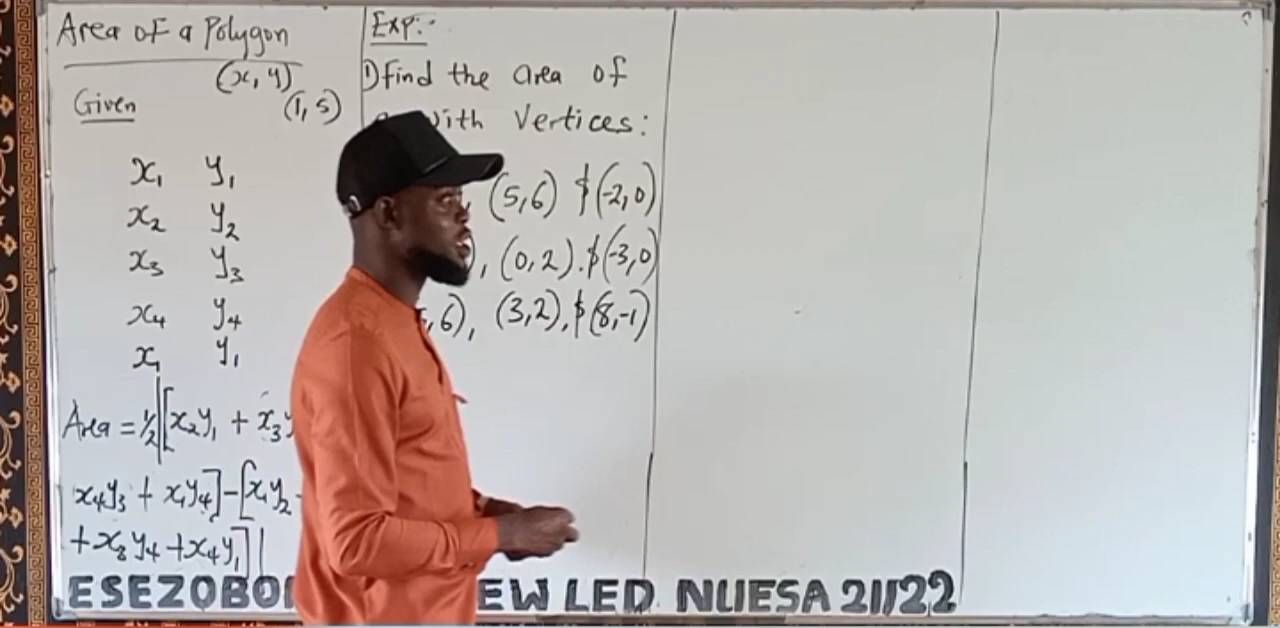 Area of a Polygon
(x, y)
Given
(1, 5)
x₁ y₁
x₂ y₂
x₃ y₃
x₄ y₄
x₁ y₁
Area = ½|[x₂y₁ + x₃
x₄y₃ + x₁y₄] - [x₁y₂
+ x₃y₄ + x₄y₁]|
Exp:-
1) Find the area of
with vertices:
, (5,6) $ (-2,0)
), (0,2). $ (-3,0)
,6), (3,2), $ (8,-1)
ESEZOBO EW LED NUESA 21/22